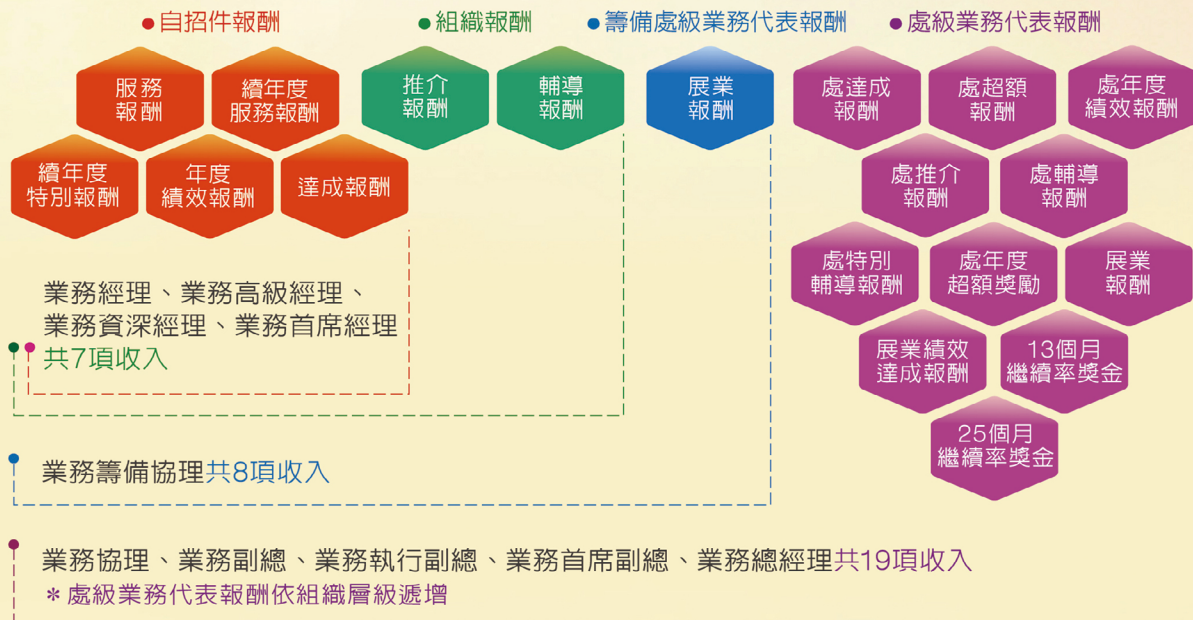 ●自招件報酬
●組織報酬
●籌備處級業務代表報酬
●處級業務代表報酬
服務
報酬
續年度
服務報酬
續年度
特別報酬
年度
績效報酬
達成報酬
推介
報酬
輔導
報酬
展業
報酬
處達成
報酬
處超額
報酬
處年度
績效報酬
處推介
報酬
處輔導
報酬
處特別
輔導報酬
處年度
超額獎勵
展業
報酬
展業績效
達成報酬
13個月
繼續率獎金
25個月
繼續率獎金
業務經理、業務高級經理、
業務資深經理、業務首席經理
共7項收入
業務籌備協理共8項收入
業務協理、業務副總、業務執行副總、業務首席副總、業務總經理共19項收入
＊處級業務代表報酬依組織層級遞增